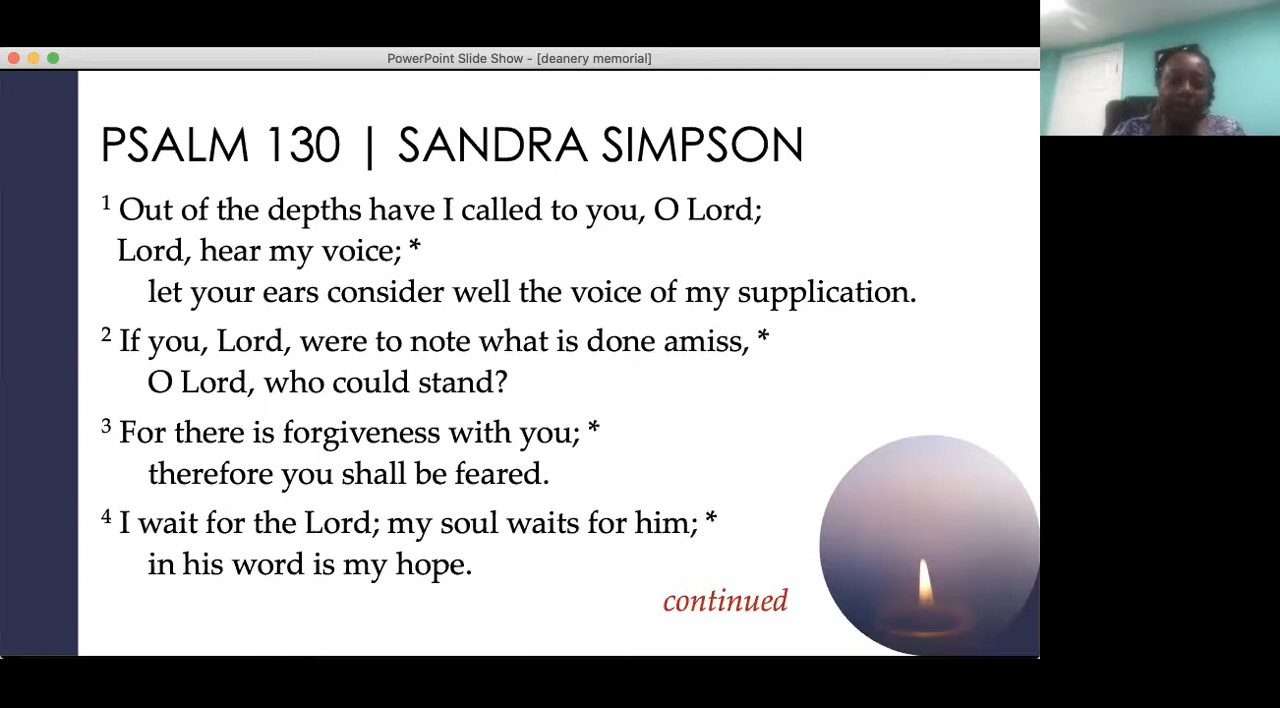 PowerPoint Slide Show - [deanery memorial]
PSALM 130 | SANDRA SIMPSON
1 Out of the depths have I called to you, O Lord;
Lord, hear my voice; *
let your ears consider well the voice of my supplication.
2 If you, Lord, were to note what is done amiss, *
O Lord, who could stand?
3 For there is forgiveness with you; *
therefore you shall be feared.
4 I wait for the Lord; my soul waits for him; *
in his word is my hope.
continued